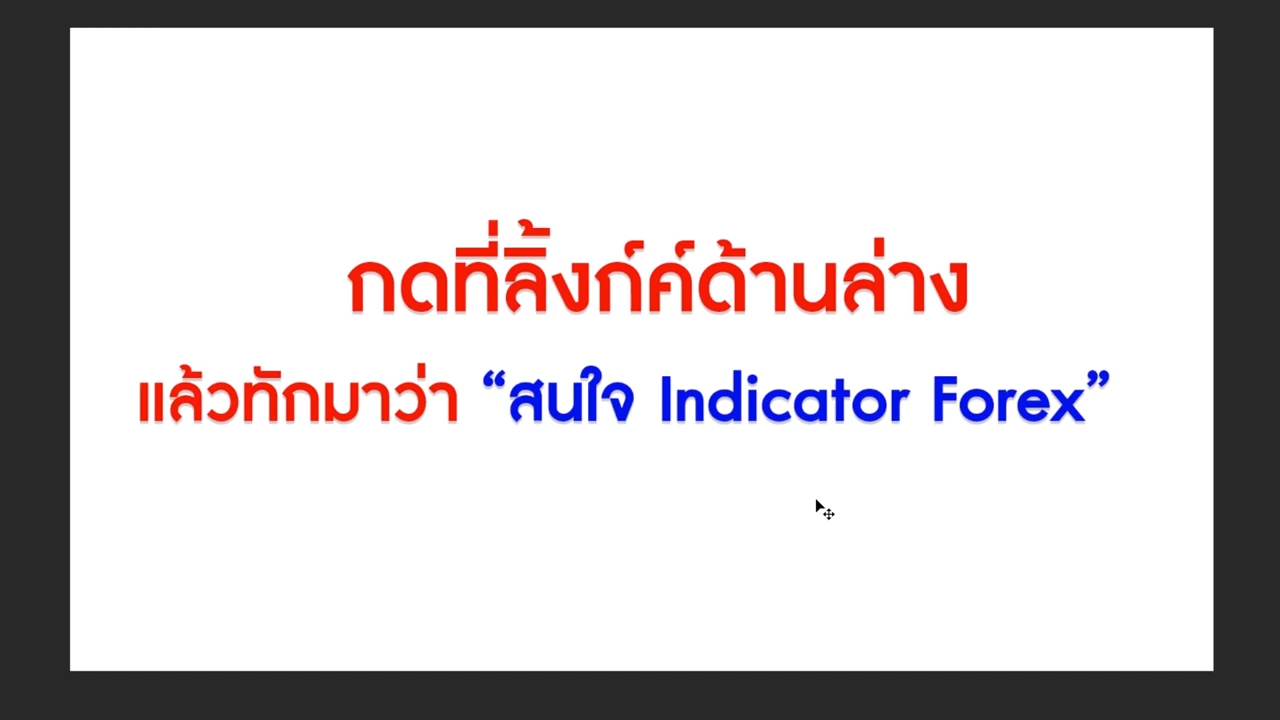 กดที่ลิ้งก์ค์ด้านล่าง
แล้วทักมาว่า “สนใจ Indicator Forex”